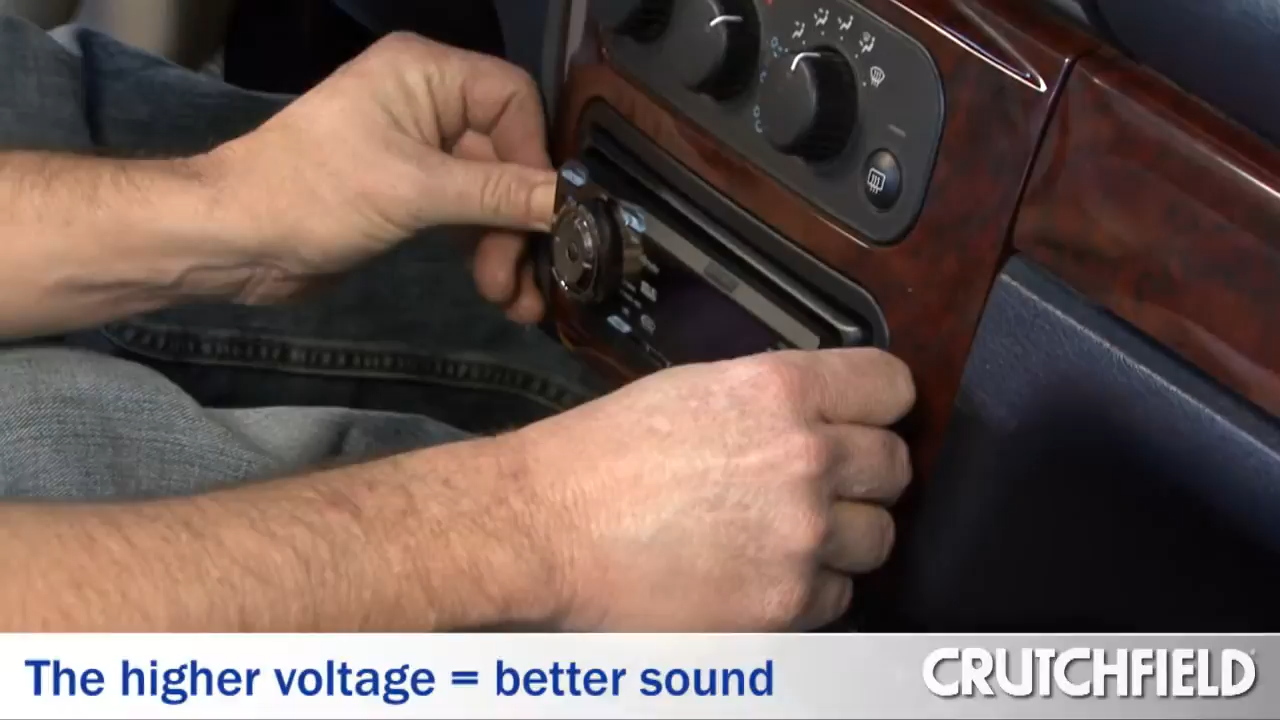 The higher voltage = better sound
CRUTCHFIELD